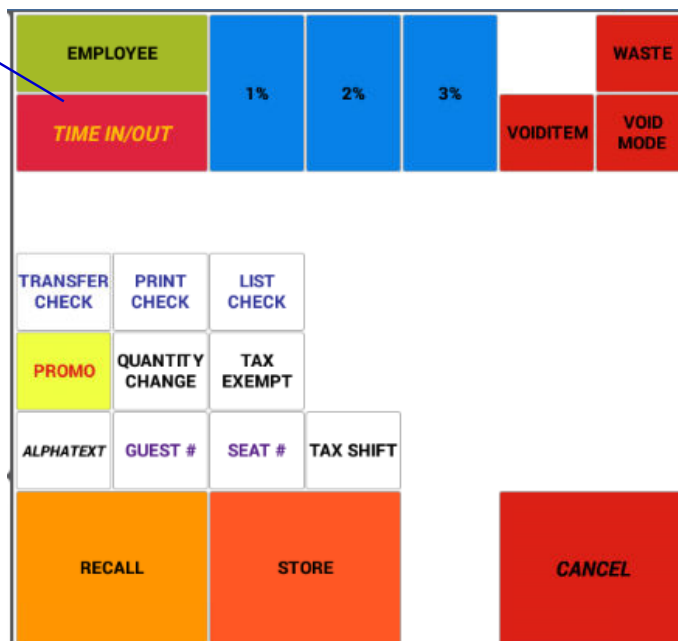 EMPLOYEE
1%
2%
3%
WASTE
TIME IN/OUT
VOIDITEM
VOID
MODE
TRANSFER
CHECK
PRINT
CHECK
LIST
CHECK
PROMO
QUANTITY
CHANGE
TAX
EXEMPT
ALPHATEXT
GUEST #
SEAT #
TAX SHIFT
RECALL
STORE
CANCEL